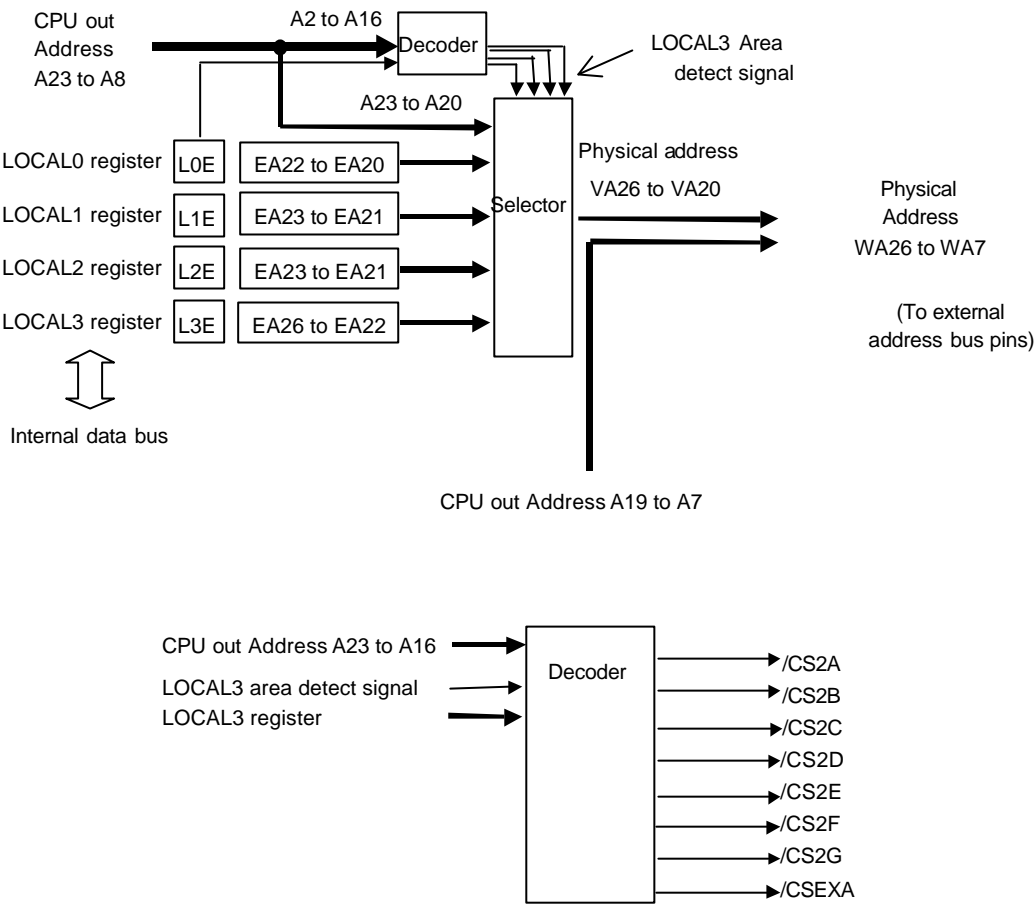 CPU out
Address
A23 to A8
A2 to A16
Decoder
LOCAL3 Area
detect signal
A23 to A20
LOCAL0 register
L0E
EA22 to EA20
LOCAL1 register
L1E
EA23 to EA21
LOCAL2 register
L2E
EA23 to EA21
LOCAL3 register
L3E
EA26 to EA22
Selector
Physical address
VA26 to VA20
Physical
Address
WA26 to WA7
(To external
address bus pins)
Internal data bus
CPU out Address A19 to A7
CPU out Address A23 to A16
LOCAL3 area detect signal
LOCAL3 register
Decoder
/CS2A
/CS2B
/CS2C
/CS2D
/CS2E
/CS2F
/CS2G
/CSEXA